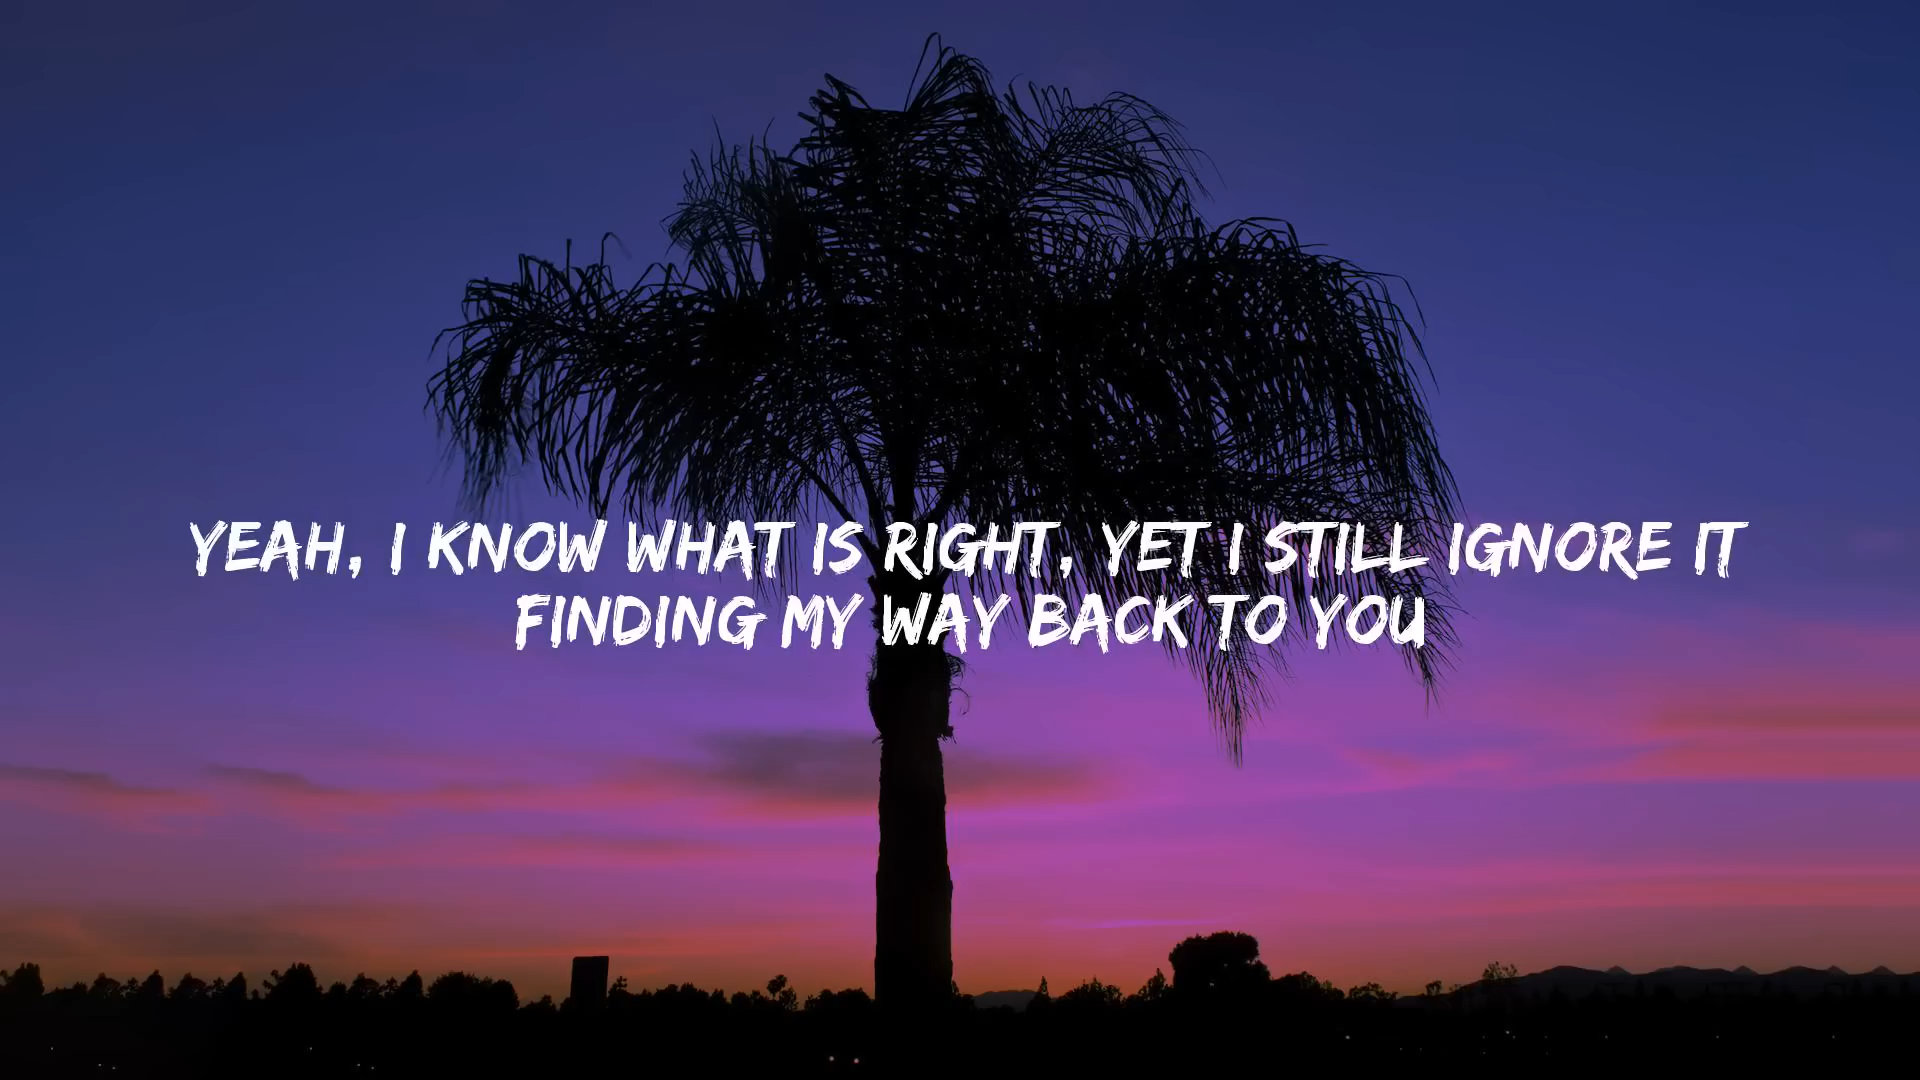 YEAH, I KNOW WHAT IS RIGHT, YET I STILL IGNORE IT
FINDING MY WAY BACK TO YOU